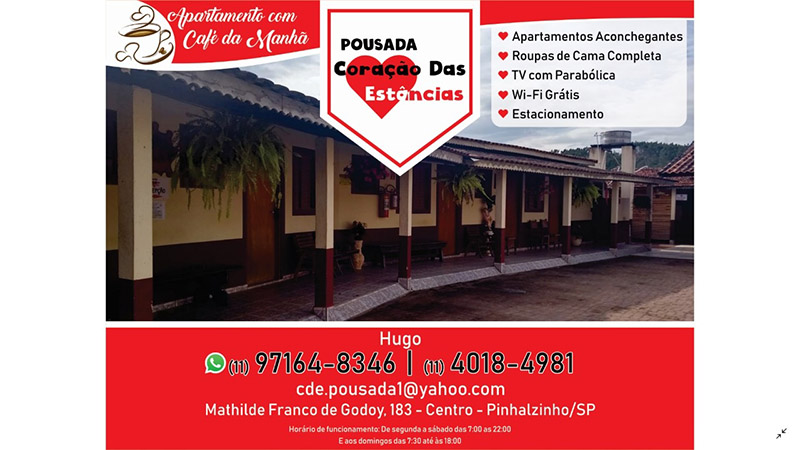 Apartamento com
Café da Manhã
POUSADA
Coração Das
Estâncias
Apartamentos Aconchegantes
Roupas de Cama Completa
TV com Parabólica
Wi-Fi Grátis
Estacionamento
Hugo
(11) 97164-8346 | (11) 4018-4981
cde.pousada1@yahoo.com
Mathilde Franco de Godoy, 183 - Centro - Pinhalzinho/SP
Horário de funcionamento: De segunda a sábado das 7:00 as 22:00
E aos domingos das 7:30 até às 18:00